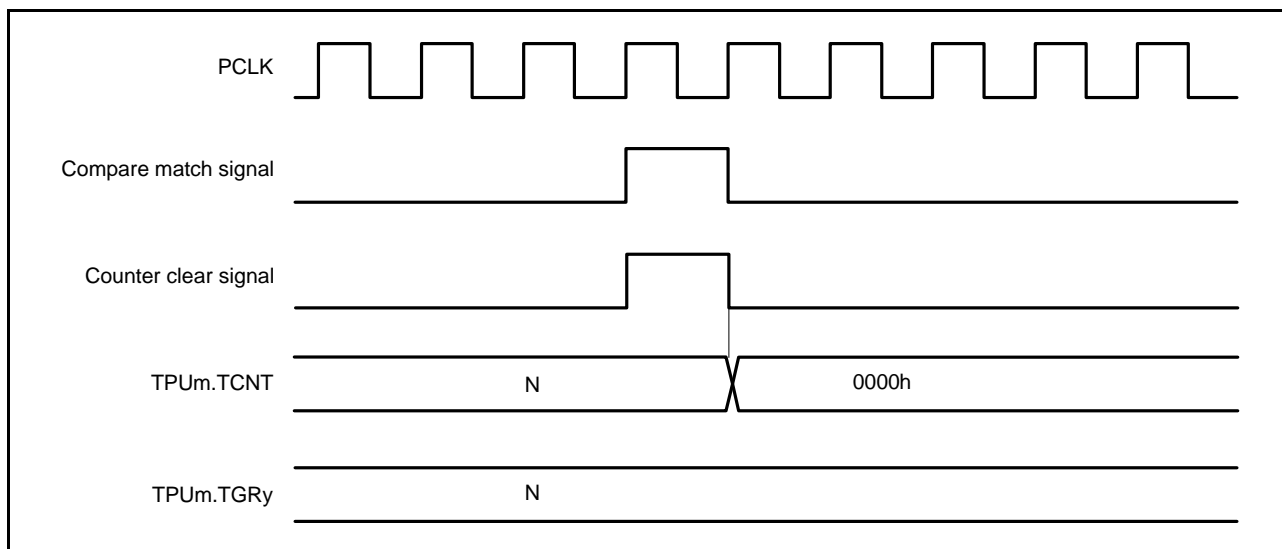 PCLK
Compare match signal
Counter clear signal
TPUm.TCNT
N
0000h
TPUm.TGRy
N